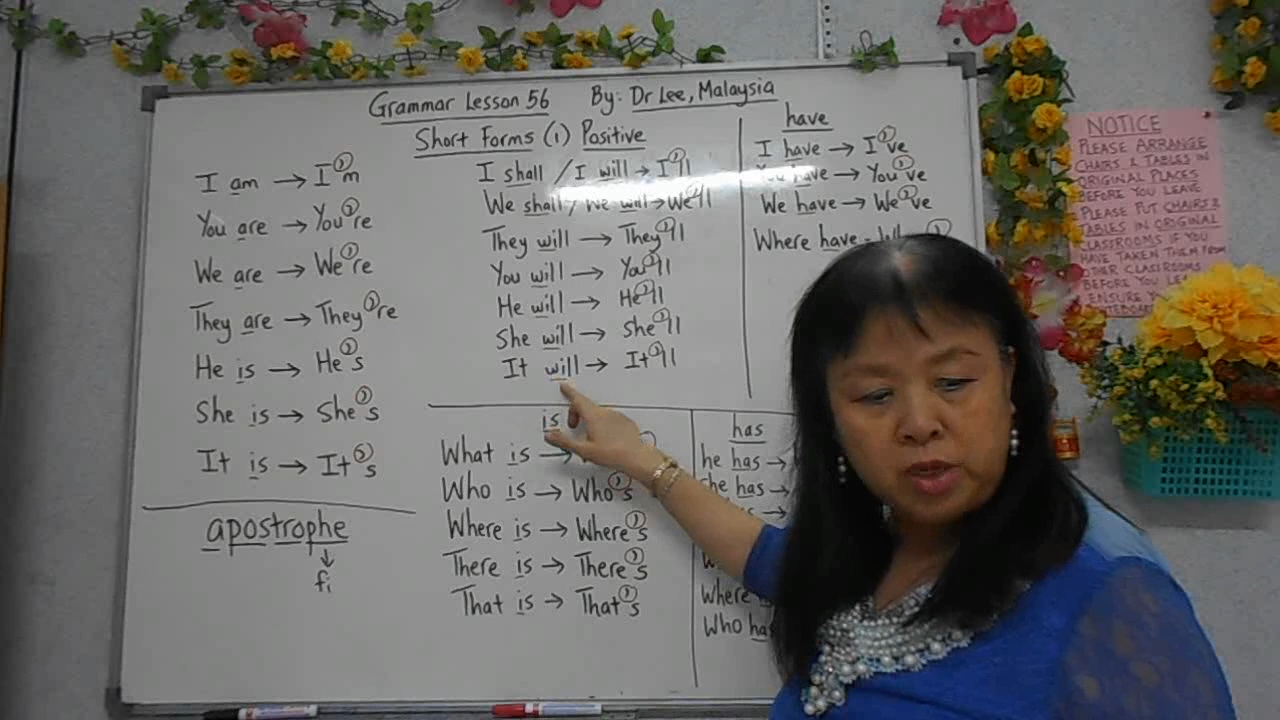 Grammar Lesson 56 By: Dr Lee, Malaysia
Short Forms (1) Positive
I am → I'm
You are → You're
We are → We're
They are → They're
He is → He's
She is → She's
It is → It's
apostrophe
↓
fi
I shall / I will → I'll
We shall / We will → We'll
They will → They'll
You will → You'll
He will → He'll
She will → She'll
It will → It'll
is
What is →
Who is → Who's
Where is → Where's
There is → There's
That is → That's
have
I have → I've
You have → You've
We have → We've
Where have
has
he has →
she has →
Where
Who has
NOTICE
PLEASE ARRANGE
CHAIRS & TABLES IN
ORIGINAL PLACES
BEFORE YOU LEAVE
PLEASE PUT CHAIRS &
TABLES IN ORIGINAL
CLASSROOMS IF YOU
HAVE TAKEN THEM FROM
OTHER CLASSROOMS
BEFORE YOU
ENSURE